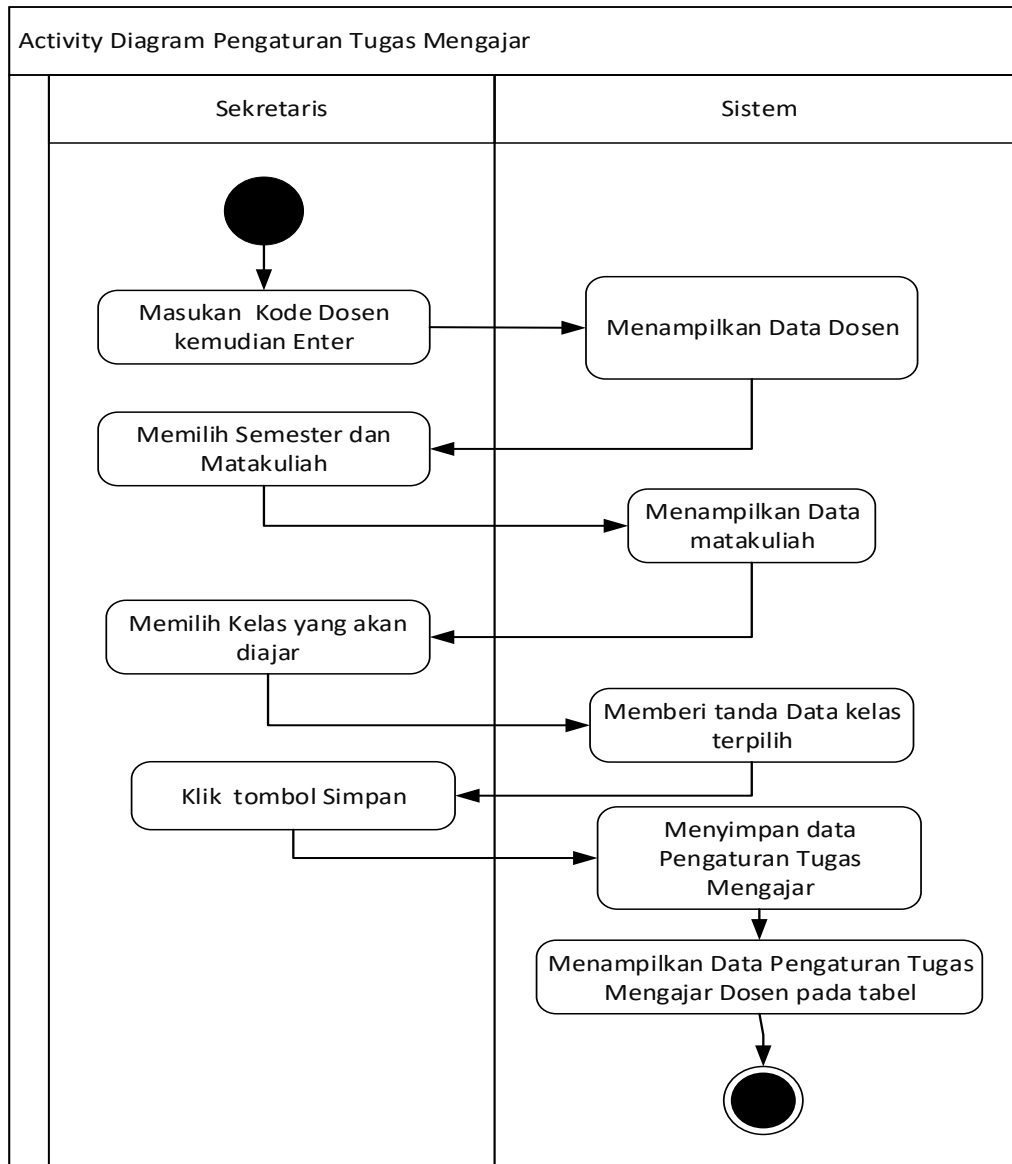 Activity Diagram Pengaturan Tugas Mengajar
Sekretaris
Sistem
Masukan Kode Dosen
kemudian Enter
Menampilkan Data Dosen
Memilih Semester dan
Matakuliah
Menampilkan Data
matakuliah
Memilih Kelas yang akan
diajar
Memberi tanda Data kelas
terpilih
Klik tombol Simpan
Menyimpan data
Pengaturan Tugas
Mengajar
Menampilkan Data Pengaturan Tugas
Mengajar Dosen pada tabel